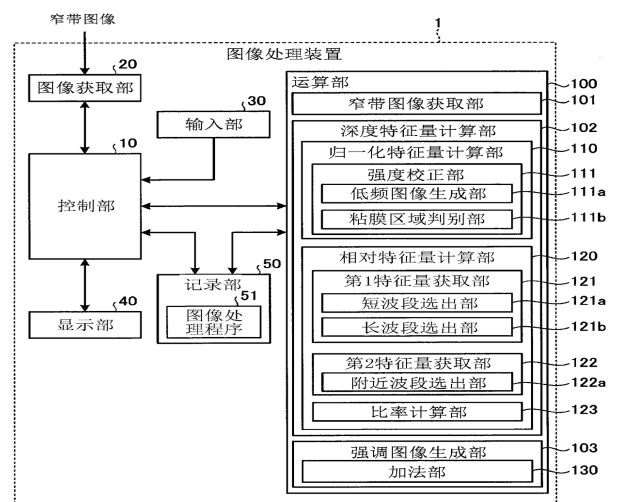 窄带图像
1
图像处理装置
20
图像获取部
30
输入部
10
控制部
40
显示部
50
记录部
51
图像处
理程序
运算部
100
窄带图像获取部
101
深度特征量计算部
102
归一化特征量计算部
110
强度校正部
111
低频图像生成部
111a
粘膜区域判别部
111b
相对特征量计算部
120
第1特征量获取部
121
短波段选出部
121a
长波段选出部
121b
第2特征量获取部
122
附近波段选出部
122a
比率计算部
123
强调图像生成部
103
加法部
130